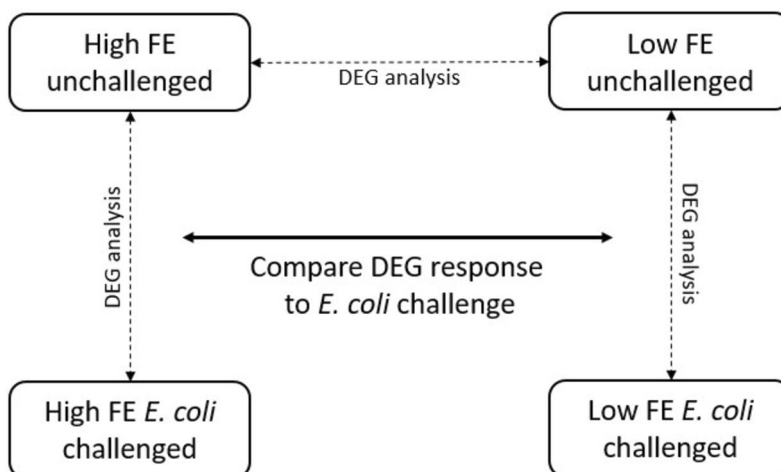 High FE
unchallenged
DEG analysis
Low FE
unchallenged
DEG analysis
DEG analysis
Compare DEG response
to E. coli challenge
High FE E. coli
challenged
Low FE E. coli
challenged